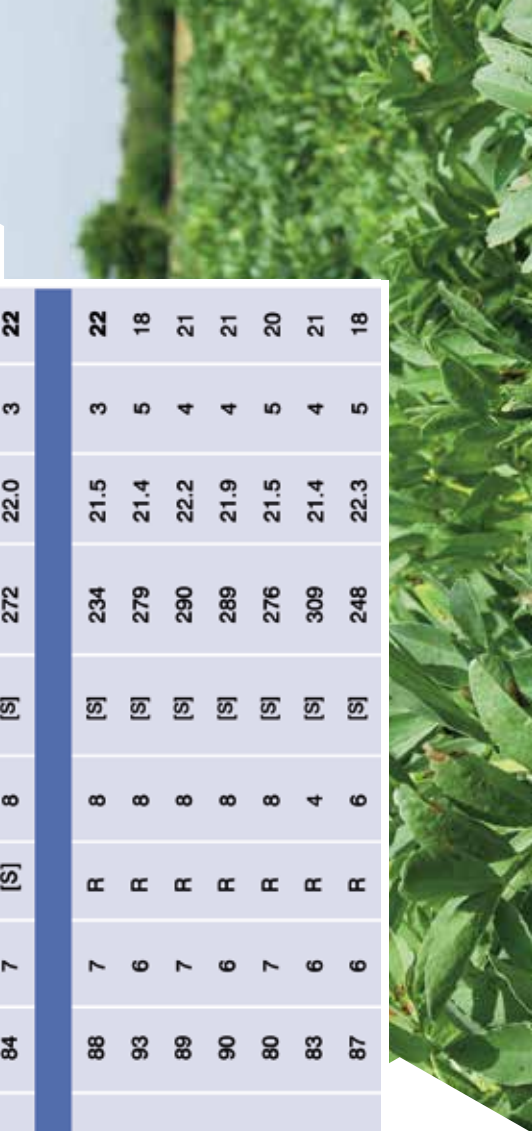 84 7 [S] 8 [S] 272 22.0 3 22
88 7 R 8 [S] 234 21.5 3 22
93 6 R 8 [S] 279 21.4 5 18
89 7 R 8 [S] 290 22.2 4 21
90 6 R 8 [S] 289 21.9 4 21
80 7 R 8 [S] 276 21.5 5 20
83 6 R 4 [S] 309 21.4 4 21
87 6 R 6 [S] 248 22.3 5 18